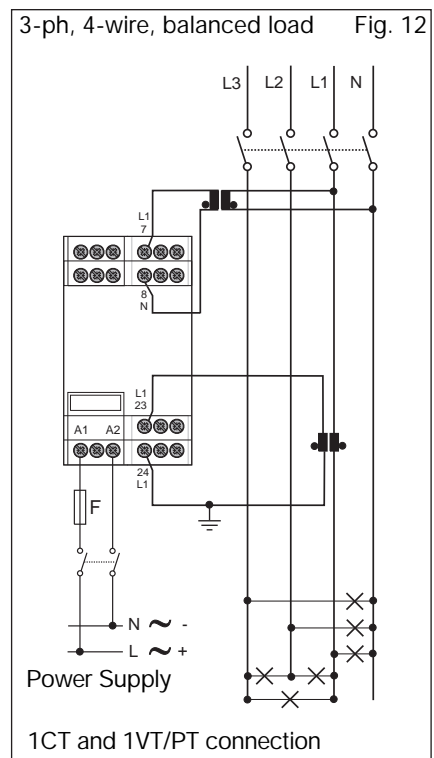 3-ph, 4-wire, balanced load Fig. 12
L3 L2 L1 N
L1
7
8
N
L1
23
A1 A2
24
L1
F
N ~ -
L ~ +
Power Supply
1CT and 1VT/PT connection